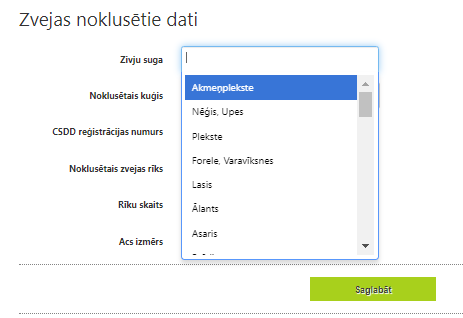 Zvejas noklusētie dati
Zivju suga
Akmeņplekste
Noklusētais kuģis
Nēģis, Upes
CSDD reģistrācijas numurs
Plekste
Forele, Varavīksnes
Noklusētais zvejas rīks
Lasis
Rīku skaits
Ālants
Acs izmērs
Asaris
Saglabāt